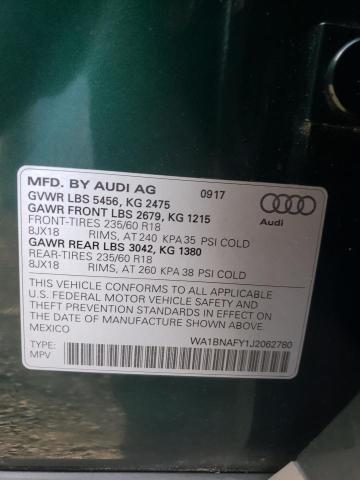 MFD. BY AUDI AG 0917
GVWR LBS 5456, KG 2475
GAWR FRONT LBS 2679, KG 1215
FRONT-TIRES 235/60 R18
8JX18 RIMS, AT 240 KPA 35 PSI COLD
GAWR REAR LBS 3042, KG 1380
REAR-TIRES 235/60 R18
8JX18 RIMS, AT 260 KPA 38 PSI COLD
Audi
THIS VEHICLE CONFORMS TO ALL APPLICABLE
U.S. FEDERAL MOTOR VEHICLE SAFETY AND
THEFT PREVENTION STANDARDS IN EFFECT ON
THE DATE OF MANUFACTURE SHOWN ABOVE.
MEXICO
TYPE: WA1BNAFY1J2062780
MPV